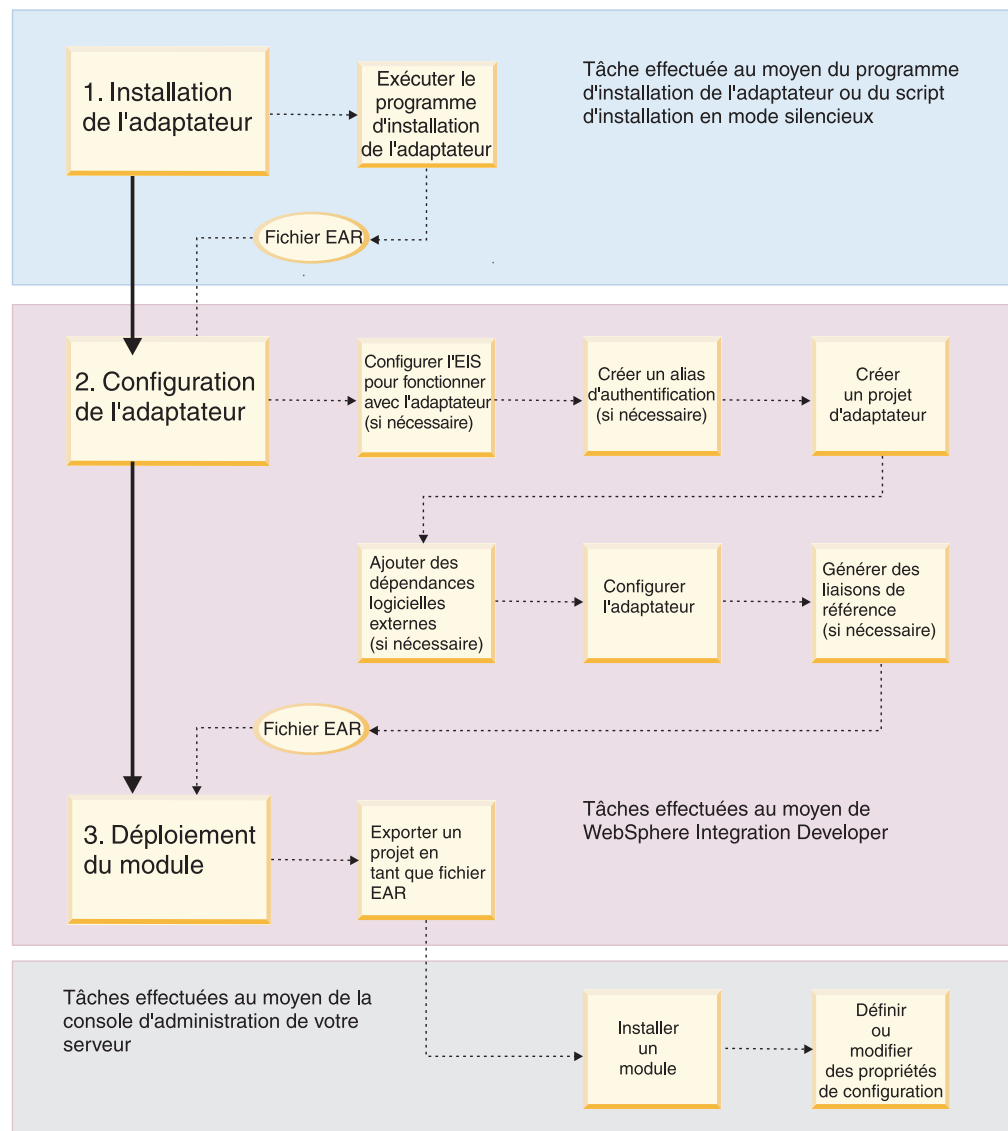 1. Installation
de l'adaptateur
Exécuter le
programme
d'installation
de l'adaptateur
Tâche effectuée au moyen du programme
d'installation de l'adaptateur ou du script
d'installation en mode silencieux
Fichier EAR
2. Configuration
de l'adaptateur
Configurer l'EIS
pour fonctionner
avec l'adaptateur
(si nécessaire)
Créer un alias
d'authentification
(si nécessaire)
Créer
un projet
d'adaptateur
Ajouter des
dépendances
logicielles
externes
(si nécessaire)
Configurer
l'adaptateur
Générer des
liaisons de
référence
(si nécessaire)
Fichier EAR
3. Déploiement
du module
Exporter un
projet en
tant que fichier
EAR
Tâches effectuées au moyen de
WebSphere Integration Developer
Tâches effectuées au moyen de la
console d'administration de votre
serveur
Installer
un
module
Définir
ou
modifier
des propriétés
de configuration